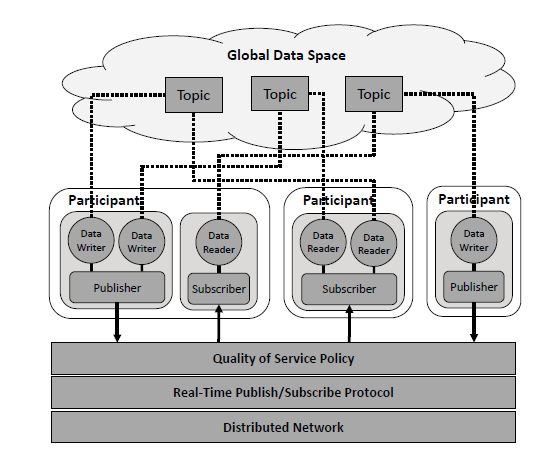 Global Data Space
Topic
Topic
Topic
Participant
Participant
Participant
Data
Writer
Data
Writer
Data
Reader
Data
Reader
Data
Reader
Data
Writer
Publisher
Subscriber
Subscriber
Publisher
Quality of Service Policy
Real-Time Publish/Subscribe Protocol
Distributed Network